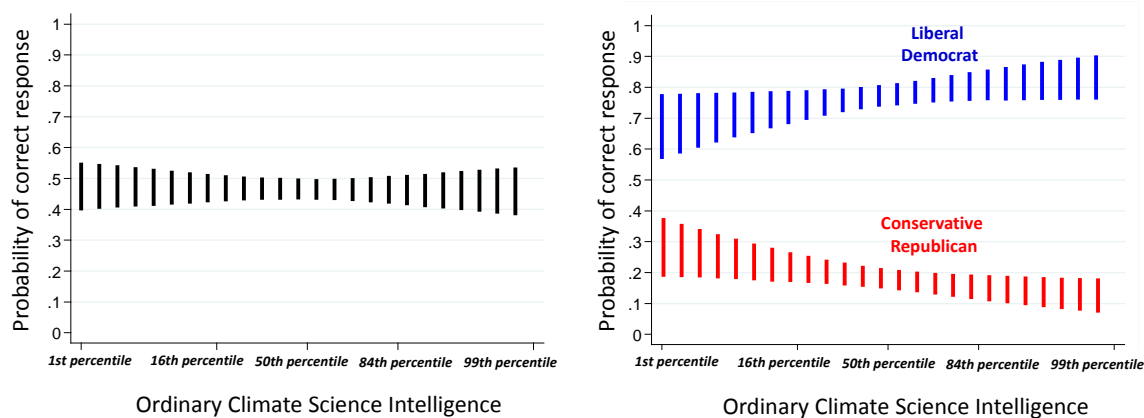 Probability of correct response
1
.9
.8
.7
.6
.5
.4
.3
.2
.1
0
1st percentile 16th percentile 50th percentile 84th percentile 99th percentile
Ordinary Climate Science Intelligence
Probability of correct response
1
.9
.8
.7
.6
.5
.4
.3
.2
.1
0
Liberal
Democrat
Conservative
Republican
1st percentile 16th percentile 50th percentile 84th percentile 99th percentile
Ordinary Climate Science Intelligence